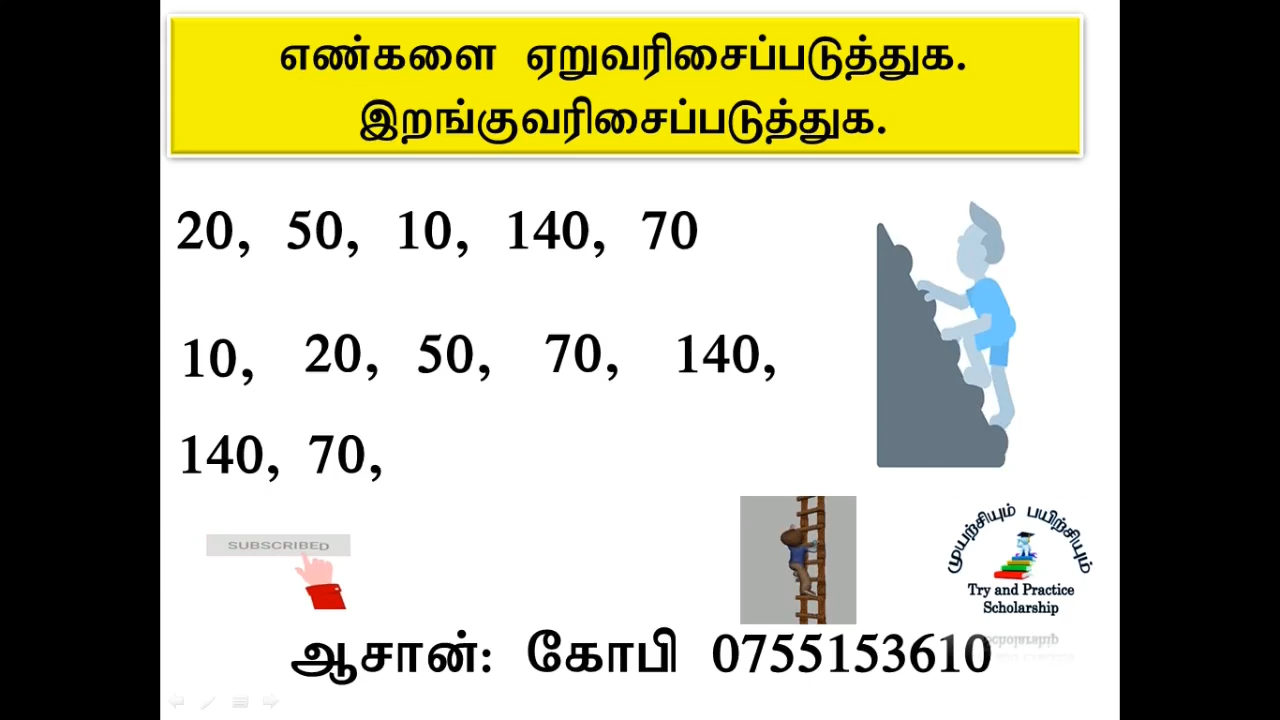 எண்களை ஏறுவரிசைப்படுத்துக.
இறங்குவரிசைப்படுத்துக.
20, 50, 10, 140, 70
10, 20, 50, 70, 140,
140, 70,
SUBSCRIBED
முயற்சியும் பயிற்சியும்
Try and Practice
Scholarship
ஆசான்: கோபி 0755153610